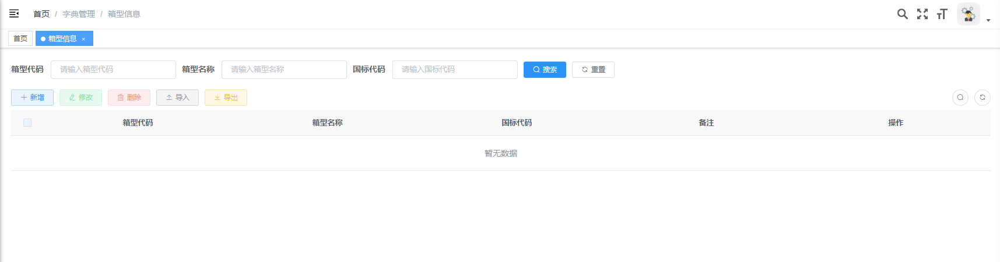 首页 / 字典管理 / 箱型信息
首页 箱型信息 ×
箱型代码 请输入箱型代码 箱型名称 请输入箱型名称 国标代码 请输入国标代码 搜索 重置
新增 修改 删除 导入 导出
箱型代码 箱型名称 国标代码 备注 操作
暂无数据